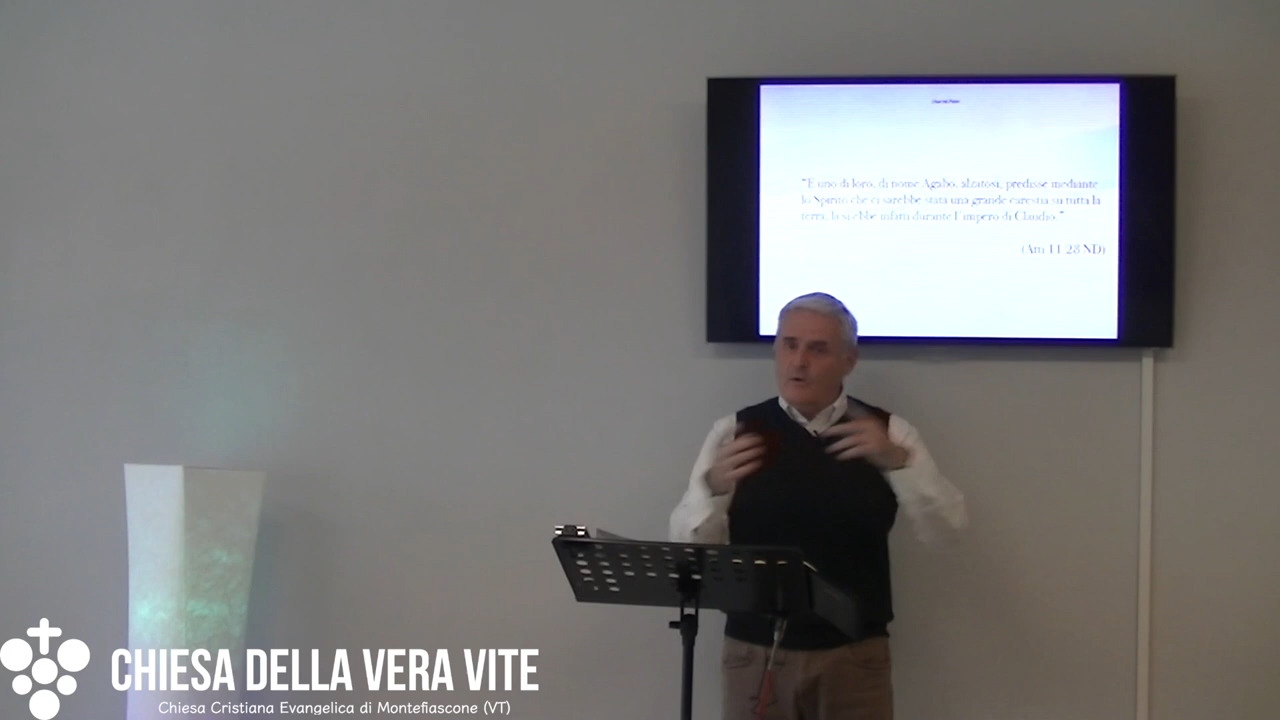 "E uno di loro, di nome Agabo, alzatosi, predisse mediante
lo Spirito che ci sarebbe stata una grande carestia su tutta la
terra; la si ebbe infatti durante l'impero di Claudio."
(Atti 11:28 ND)
CHIESA DELLA VERA VITE
Chiesa Cristiana Evangelica di Montefiascone (VT)